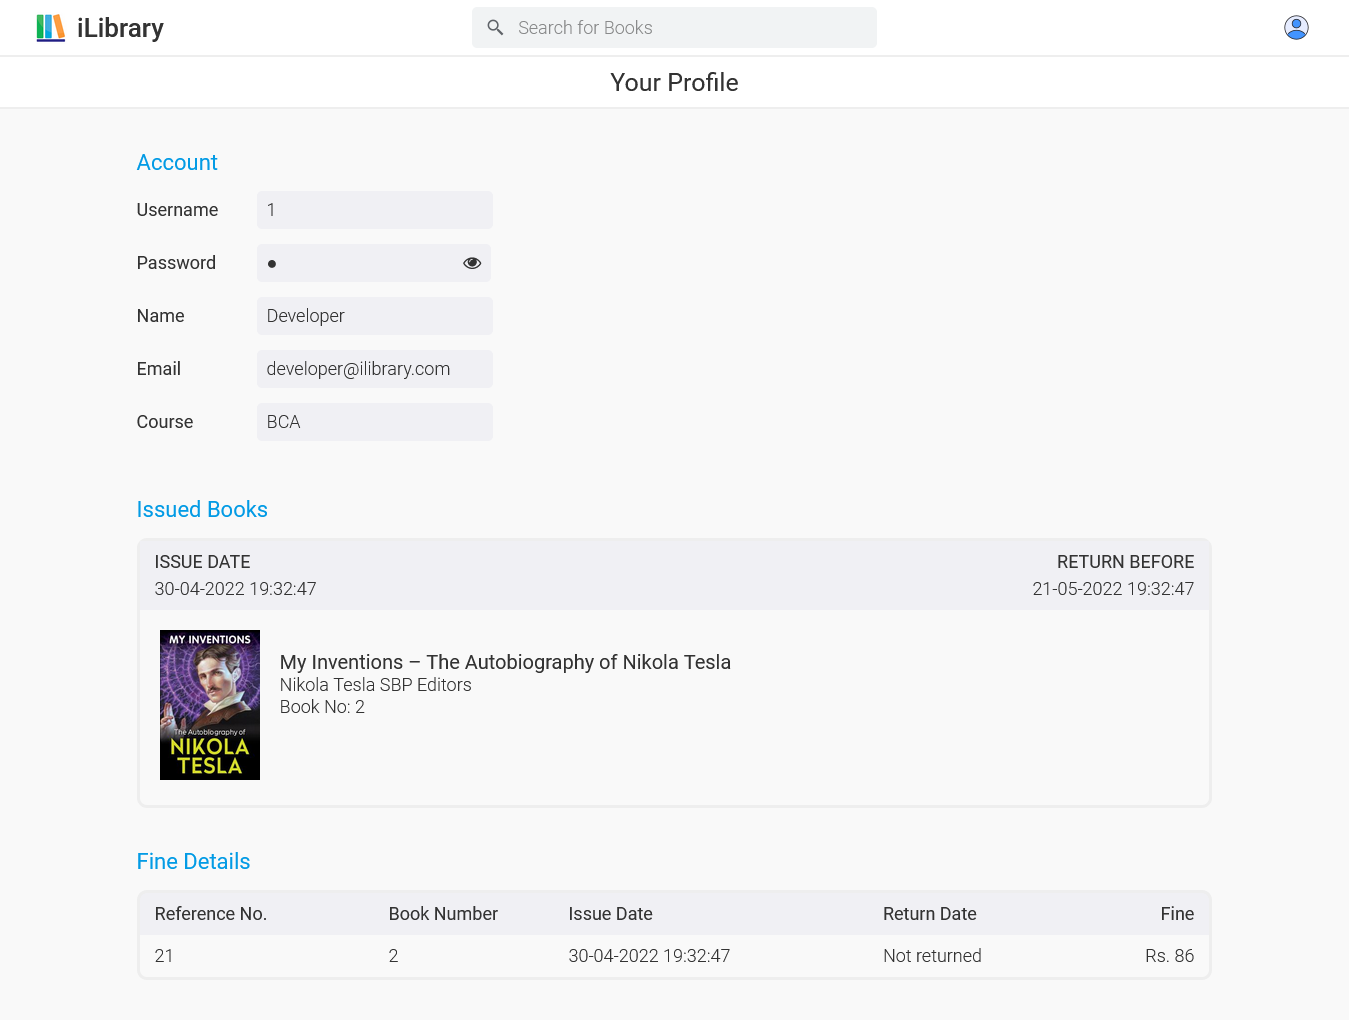 iLibrary
Search for Books
Your Profile
Account
Username 1
Password ●
Name Developer
Email developer@ilibrary.com
Course BCA
Issued Books
ISSUE DATE RETURN BEFORE
30-04-2022 19:32:47 21-05-2022 19:32:47
MY INVENTIONS
The Autobiography of
NIKOLA
TESLA
My Inventions – The Autobiography of Nikola Tesla
Nikola Tesla SBP Editors
Book No: 2
Fine Details
Reference No. Book Number Issue Date Return Date Fine
21 2 30-04-2022 19:32:47 Not returned Rs. 86